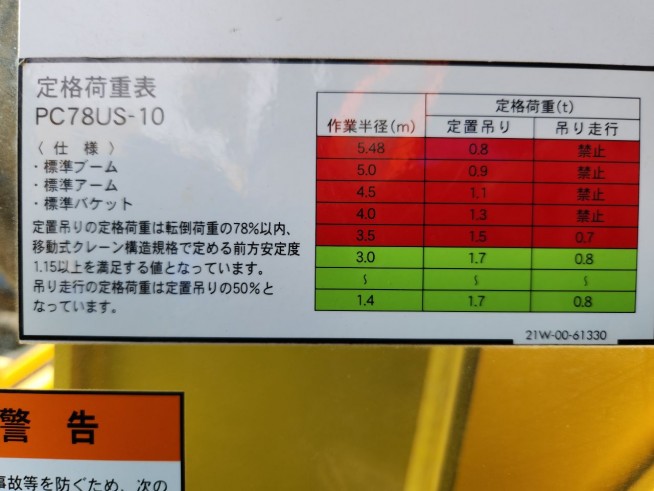 定格荷重表
PC78US-10
〈 仕 様 〉
・標準ブーム
・標準アーム
・標準バケット
定置吊りの定格荷重は転倒荷重の78%以内、
移動式クレーン構造規格で定める前方安定度
1.15以上を満足する値となっています。
吊り走行の定格荷重は定置吊りの50%と
なっています。
作業半径(m) 定格荷重(t)
定置吊り 吊り走行
5.48 0.8 禁止
5.0 0.9 禁止
4.5 1.1 禁止
4.0 1.3 禁止
3.5 1.5 0.7
3.0 1.7 0.8
~ ~ ~
1.4 1.7 0.8
21W-00-61330
警 告
事故等を防ぐため、次の